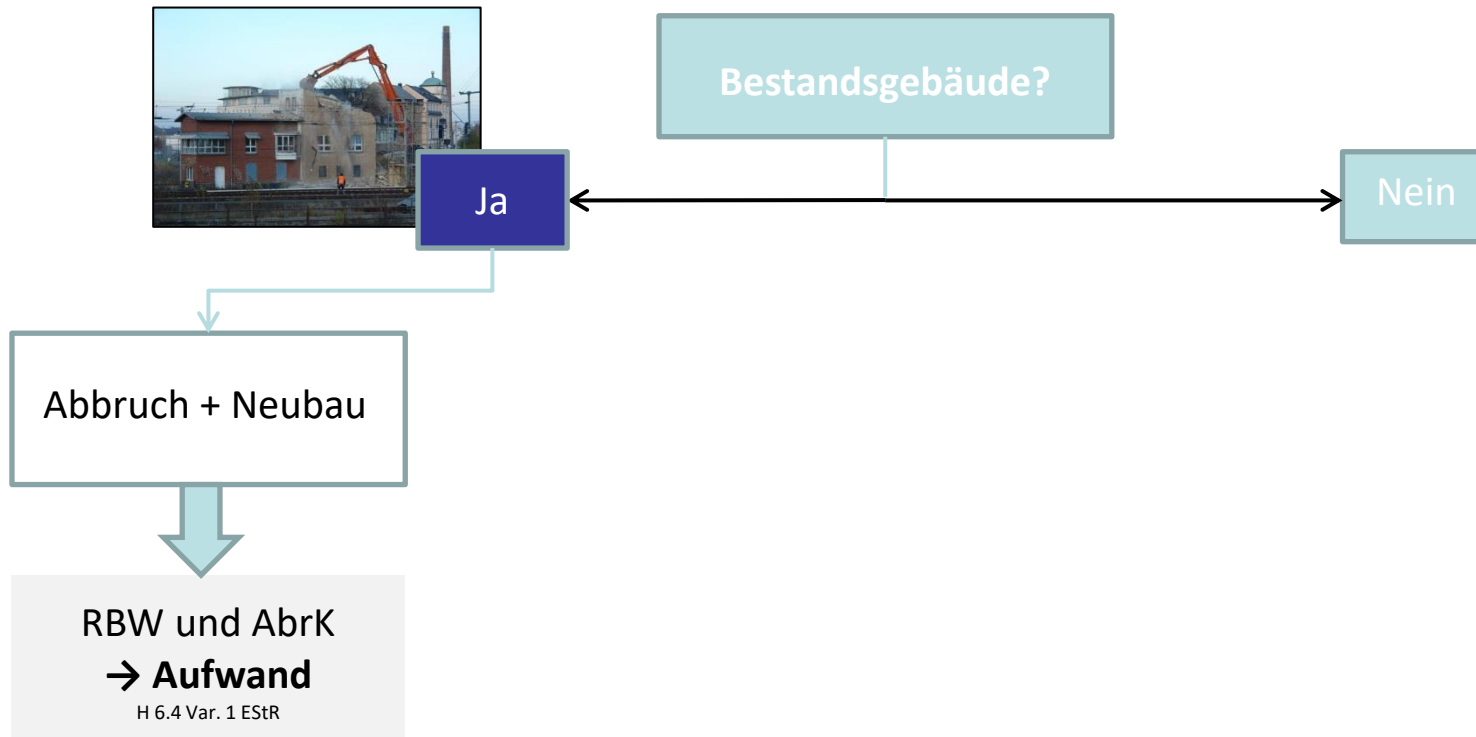 Bestandsgebäude?
Ja
Nein
Abbruch + Neubau
RBW und AbrK
→ Aufwand
H 6.4 Var. 1 EStR